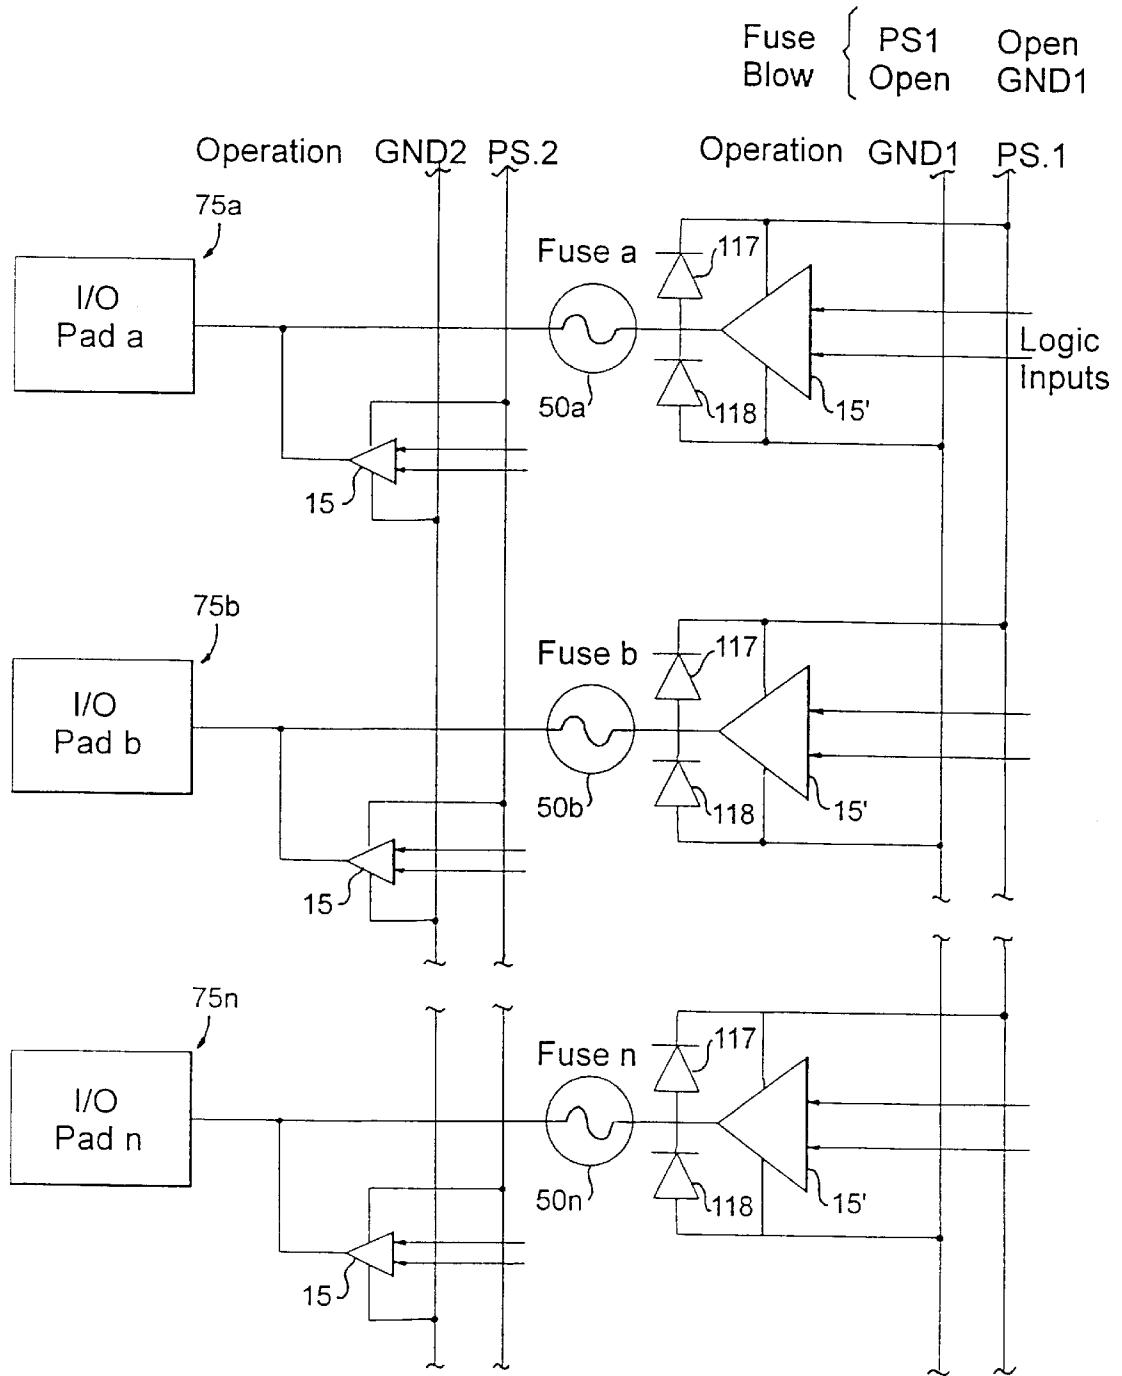 Fuse PS1 Open
Blow Open GND1
Operation GND2 PS.2 Operation GND1 PS.1
75a
Fuse a 117
I/O
Pad a
Logic
Inputs
50a 118 15'
15
75b
Fuse b 117
I/O
Pad b
50b 118 15'
15
75n
Fuse n 117
I/O
Pad n
50n 118 15'
15